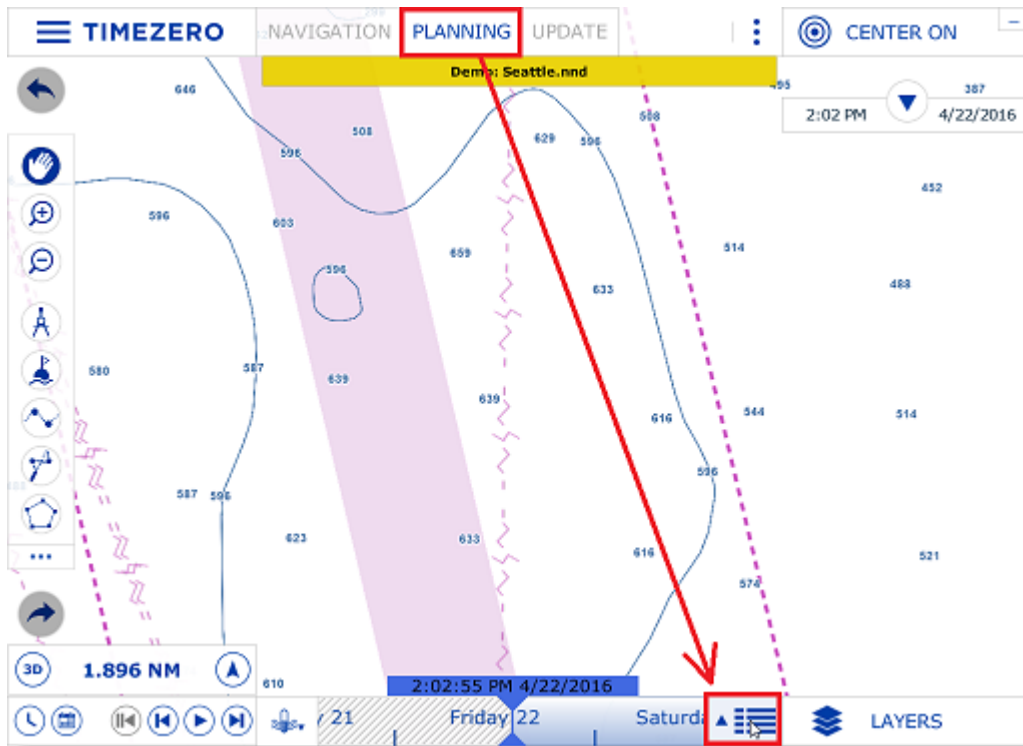 TIMEZERO
NAVIGATION
PLANNING
UPDATE
CENTER ON
Demo: Seattle.nnd
2:02 PM
4/22/2016
646
495
387
508
508
596
629
596
452
596
603
659
514
596
633
488
580
587
639
639
616
544
514
596
587
596
623
633
616
521
574
610
3D
1.896 NM
2:02:55 PM 4/22/2016
21
Friday 22
Saturda
LAYERS